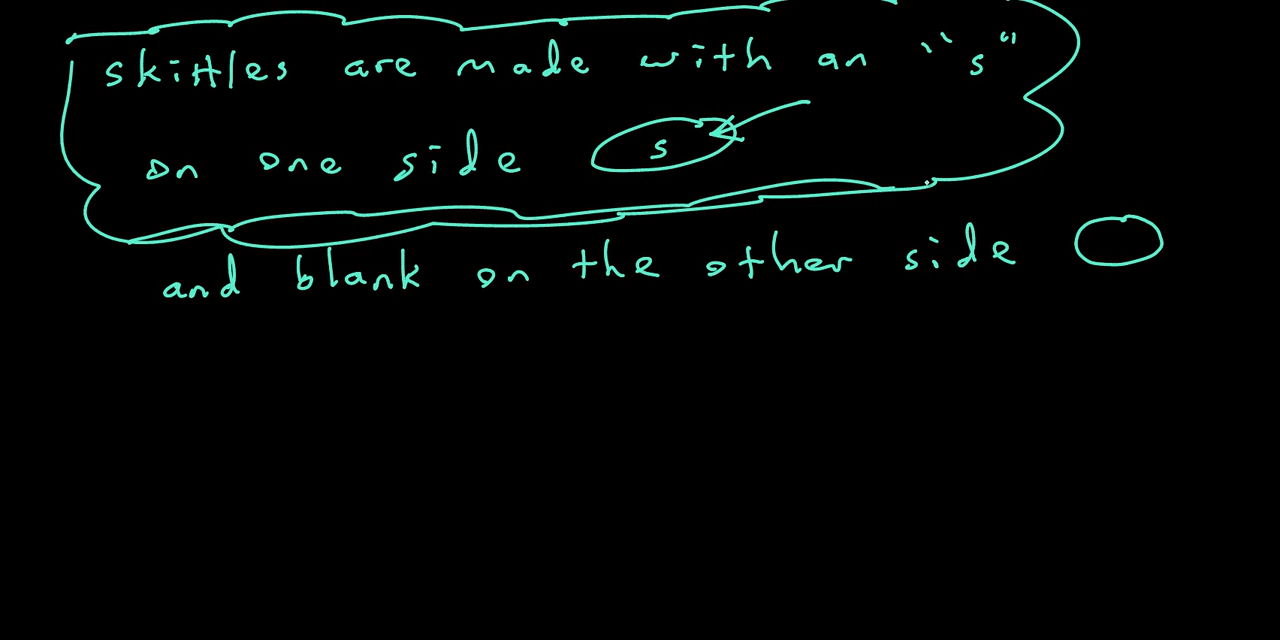 skittles are made with an "s"
on one side s
and blank on the other side